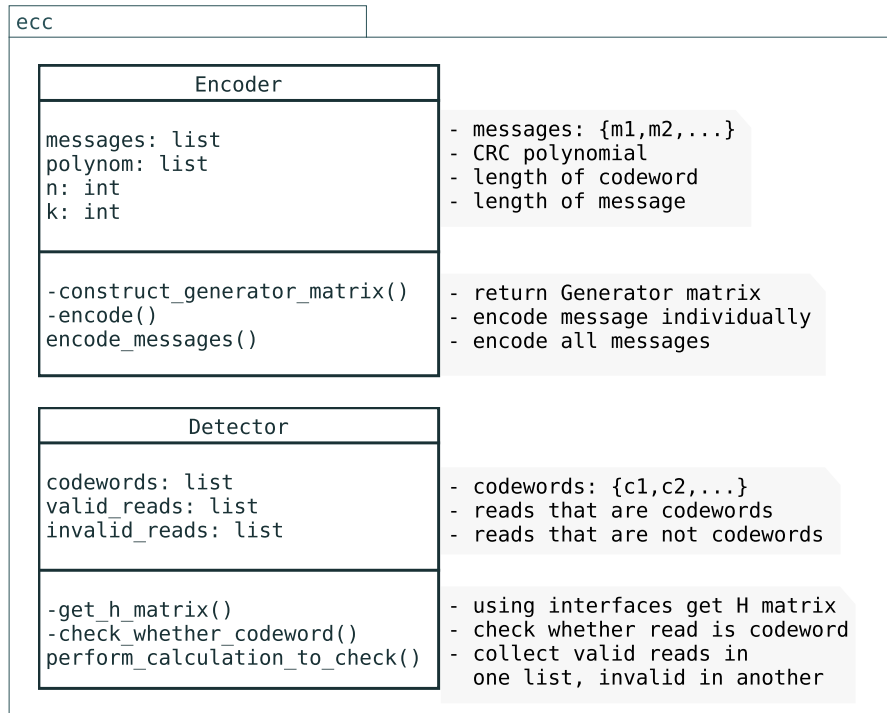 ecc
Encoder
messages: list
polynom: list
n: int
k: int
- messages: {m1,m2,...}
- CRC polynomial
- length of codeword
- length of message
-construct_generator_matrix()
-encode()
encode_messages()
- return Generator matrix
- encode message individually
- encode all messages
Detector
codewords: list
valid_reads: list
invalid_reads: list
- codewords: {c1,c2,...}
- reads that are codewords
- reads that are not codewords
-get_h_matrix()
-check_whether_codeword()
perform_calculation_to_check()
- using interfaces get H matrix
- check whether read is codeword
- collect valid reads in
one list, invalid in another